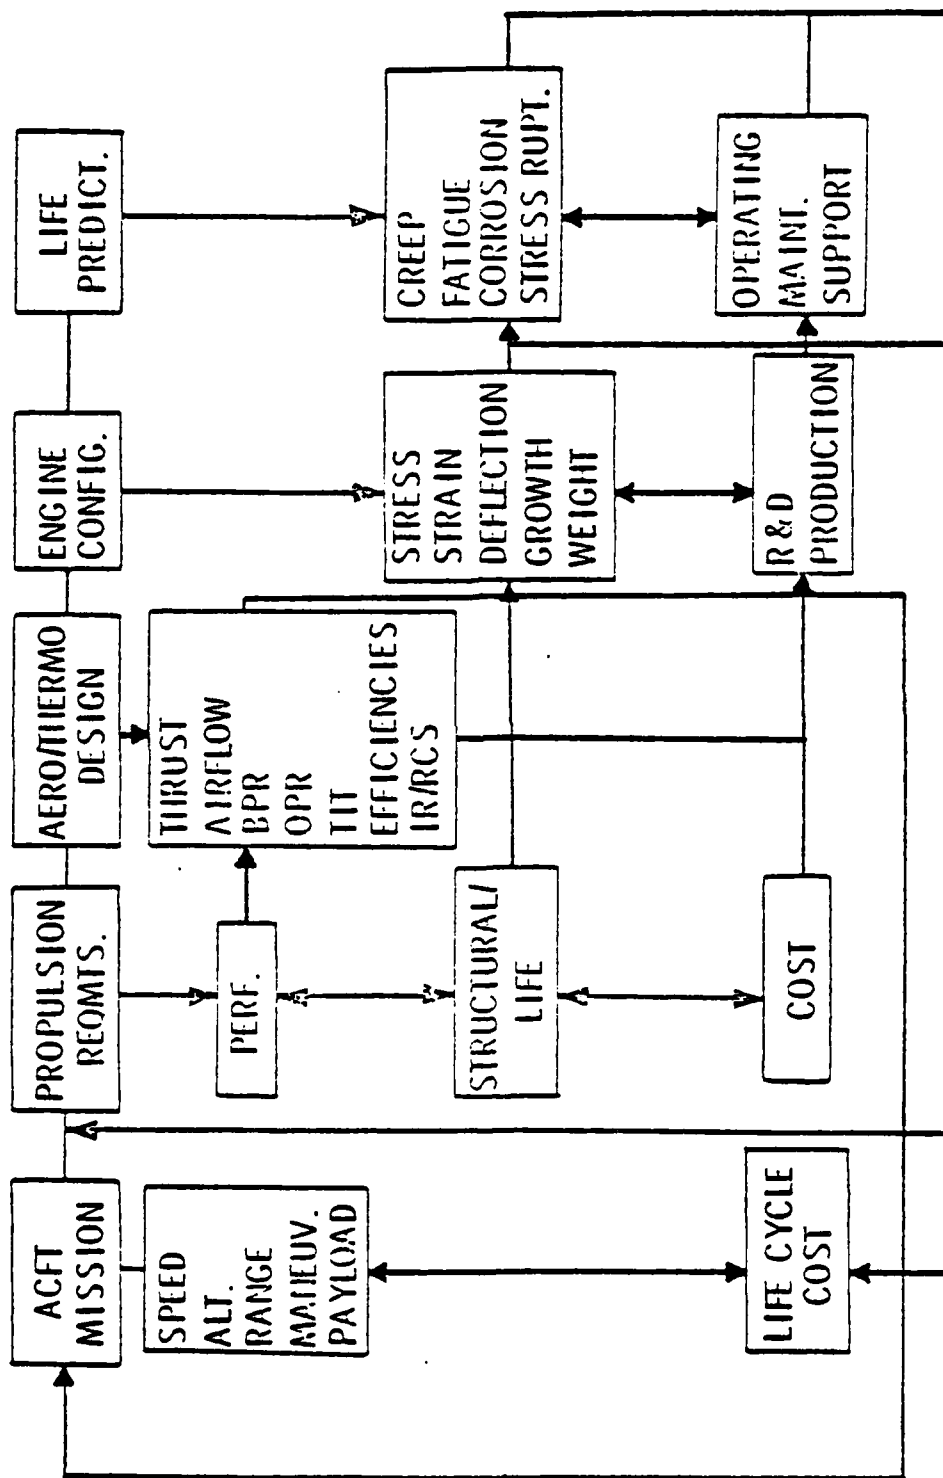 ACFT
MISSION
PROPULSION
REQMTS.
AERO/THERMO
DESIGN
ENGINE
CONFIG.
LIFE
PREDICT.
SPEED
ALT.
RANGE
MANEUV.
PAYLOAD
PERF.
THRUST
AIRFLOW
BPR
OPR
TIT
EFFICIENCIES
IR/RCS
STRUCTURAL/
LIFE
STRESS
STRAIN
DEFLECTION
GROWTH
WEIGHT
CREEP
FATIGUE
CORROSION
STRESS RUPT.
LIFE CYCLE
COST
COST
R & D
PRODUCTION
OPERATING
MAINT.
SUPPORT